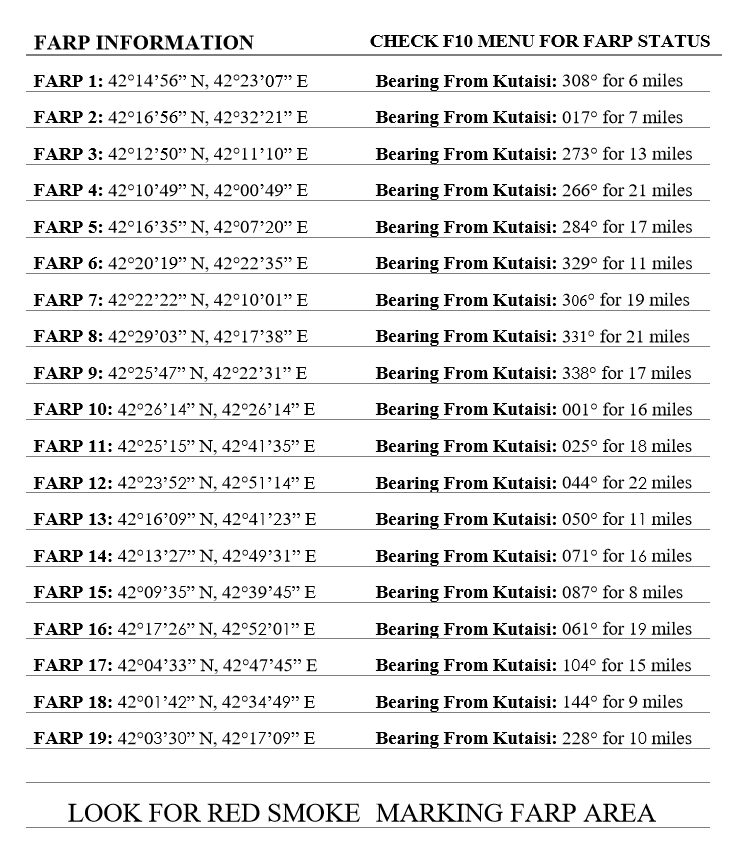 FARP INFORMATION CHECK F10 MENU FOR FARP STATUS
FARP 1: 42°14’56” N, 42°23’07” E Bearing From Kutaisi: 308° for 6 miles
FARP 2: 42°16’56” N, 42°32’21” E Bearing From Kutaisi: 017° for 7 miles
FARP 3: 42°12’50” N, 42°11’10” E Bearing From Kutaisi: 273° for 13 miles
FARP 4: 42°10’49” N, 42°00’49” E Bearing From Kutaisi: 266° for 21 miles
FARP 5: 42°16’35” N, 42°07’20” E Bearing From Kutaisi: 284° for 17 miles
FARP 6: 42°20’19” N, 42°22’35” E Bearing From Kutaisi: 329° for 11 miles
FARP 7: 42°22’22” N, 42°10’01” E Bearing From Kutaisi: 306° for 19 miles
FARP 8: 42°29’03” N, 42°17’38” E Bearing From Kutaisi: 331° for 21 miles
FARP 9: 42°25’47” N, 42°22’31” E Bearing From Kutaisi: 338° for 17 miles
FARP 10: 42°26’14” N, 42°26’14” E Bearing From Kutaisi: 001° for 16 miles
FARP 11: 42°25’15” N, 42°41’35” E Bearing From Kutaisi: 025° for 18 miles
FARP 12: 42°23’52” N, 42°51’14” E Bearing From Kutaisi: 044° for 22 miles
FARP 13: 42°16’09” N, 42°41’23” E Bearing From Kutaisi: 050° for 11 miles
FARP 14: 42°13’27” N, 42°49’31” E Bearing From Kutaisi: 071° for 16 miles
FARP 15: 42°09’35” N, 42°39’45” E Bearing From Kutaisi: 087° for 8 miles
FARP 16: 42°17’26” N, 42°52’01” E Bearing From Kutaisi: 061° for 19 miles
FARP 17: 42°04’33” N, 42°47’45” E Bearing From Kutaisi: 104° for 15 miles
FARP 18: 42°01’42” N, 42°34’49” E Bearing From Kutaisi: 144° for 9 miles
FARP 19: 42°03’30” N, 42°17’09” E Bearing From Kutaisi: 228° for 10 miles
LOOK FOR RED SMOKE MARKING FARP AREA